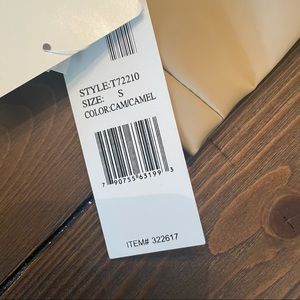 STYLE:T72210
SIZE: S
COLOR:CAM/CAMEL
7 90755 63199 3
ITEM# 322617